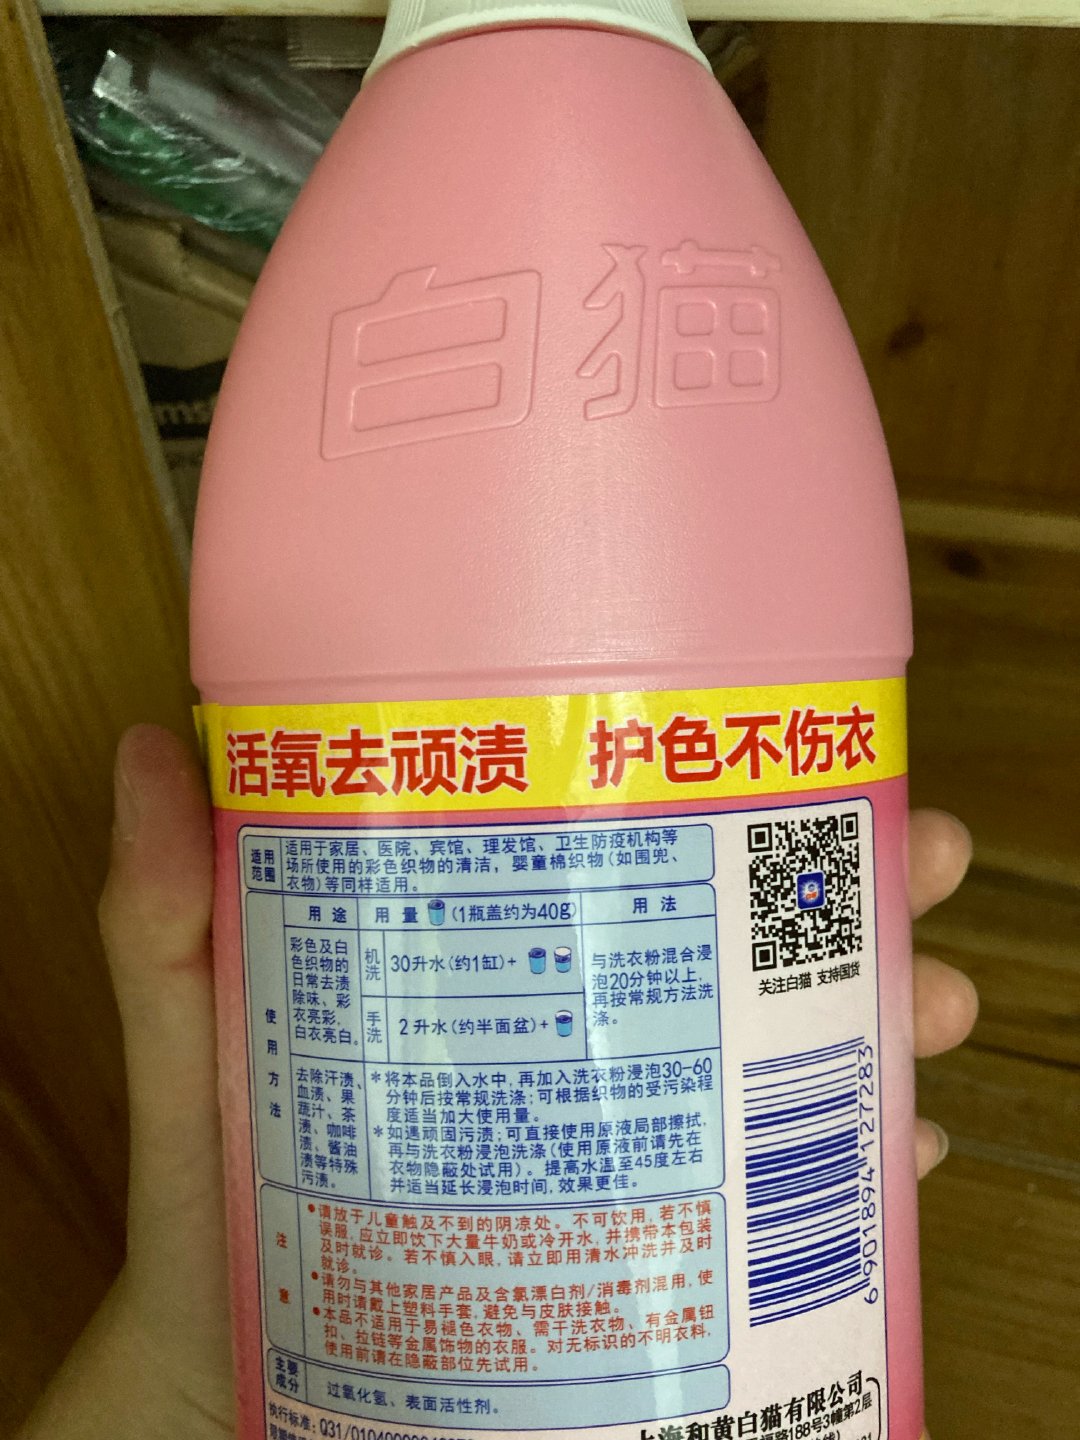 白猫
活氧去顽渍 护色不伤衣
适用范围
适用于家居、医院、宾馆、理发馆、卫生防疫机构等
场所使用的彩色织物的清洁，婴童棉织物(如围兜、
衣物)等同样适用。
使用方法
用途 用量 (1瓶盖约为40g) 用法
彩色及白
色织物的
日常去渍
除味、彩
衣亮彩，
白衣亮白。
机洗
30升水(约1缸)+
手洗
2升水(约半面盆)+
与洗衣粉混合浸
泡20分钟以上，
再按常规方法洗
涤。
去除汗渍、
血渍、果
蔬汁、茶
渍、咖啡
渍、酱油
渍等特殊
污渍。
*将本品倒入水中，再加入洗衣粉浸泡30-60
分钟后按常规洗涤；可根据织物的受污染程
度适当加大使用量。
*如遇顽固污渍；可直接使用原液局部擦拭，
再与洗衣粉浸泡洗涤(使用原液前请先在
衣物隐蔽处试用)。提高水温至45度左右
并适当延长浸泡时间，效果更佳。
注意
●请放于儿童触及不到的阴凉处。不可饮用，若不慎
误服，应立即饮下大量牛奶或冷开水，并携带本包装
及时就诊。若不慎入眼，请立即用清水冲洗并及时
就诊。
●请勿与其他家居产品及含氯漂白剂/消毒剂混用，使
用时请戴上塑料手套，避免与皮肤接触。
●本品不适用于易褪色衣物、需干洗衣物、有金属钮
扣、拉链等金属饰物的衣服。对无标识的不明衣料，
使用前请在隐蔽部位先试用。
主要成分
过氧化氢、表面活性剂。
执行标准：Q31/0104000
关注白猫 支持国货
6 901894 127283
上海和黄白猫有限公司
福路188号3幢第2层